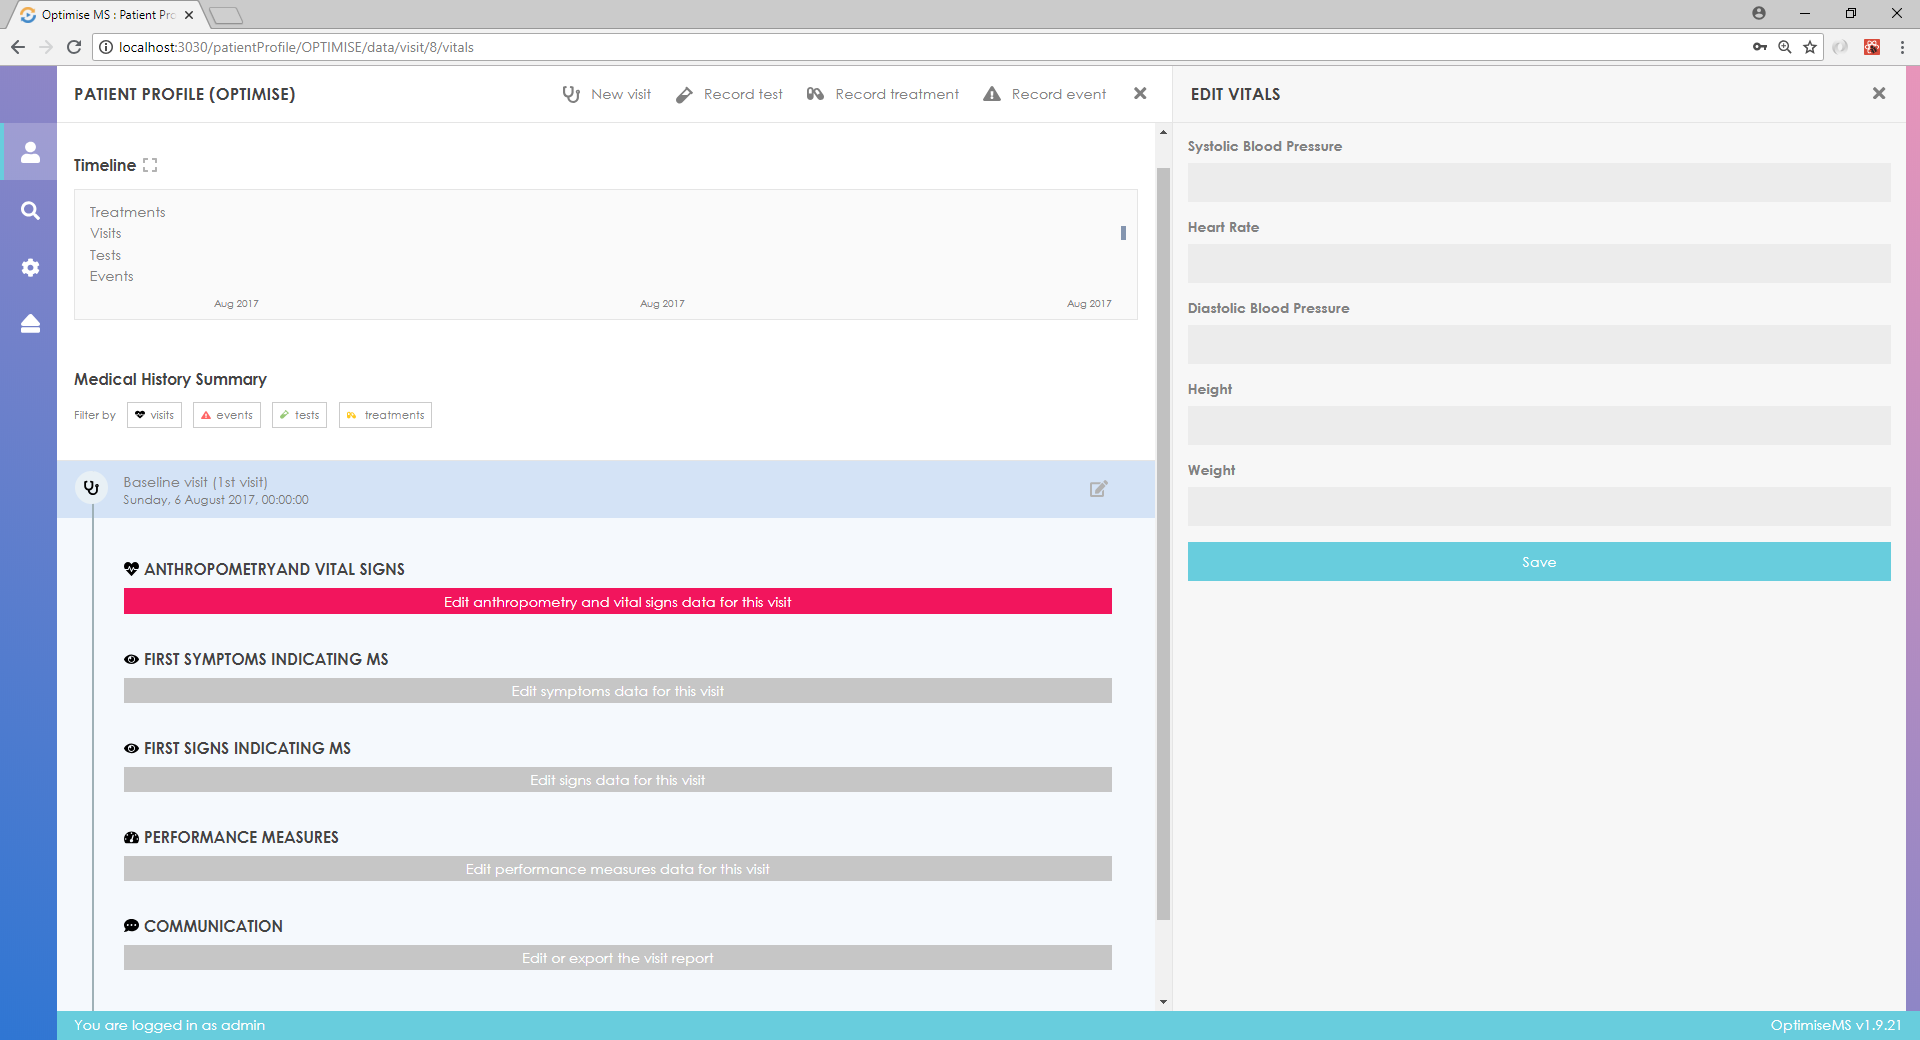 Optimise MS : Patient Pro
localhost:3030/patientProfile/OPTIMISE/data/visit/8/vitals
PATIENT PROFILE (OPTIMISE)
New visit
Record test
Record treatment
Record event
Timeline
Treatments
Visits
Tests
Events
Aug 2017
Aug 2017
Aug 2017
Medical History Summary
Filter by
visits
events
tests
treatments
Baseline visit (1st visit)
Sunday, 6 August 2017, 00:00:00
ANTHROPOMETRYAND VITAL SIGNS
Edit anthropometry and vital signs data for this visit
FIRST SYMPTOMS INDICATING MS
Edit symptoms data for this visit
FIRST SIGNS INDICATING MS
Edit signs data for this visit
PERFORMANCE MEASURES
Edit performance measures data for this visit
COMMUNICATION
Edit or export the visit report
EDIT VITALS
Systolic Blood Pressure
Heart Rate
Diastolic Blood Pressure
Height
Weight
Save
You are logged in as admin
OptimiseMS v1.9.21